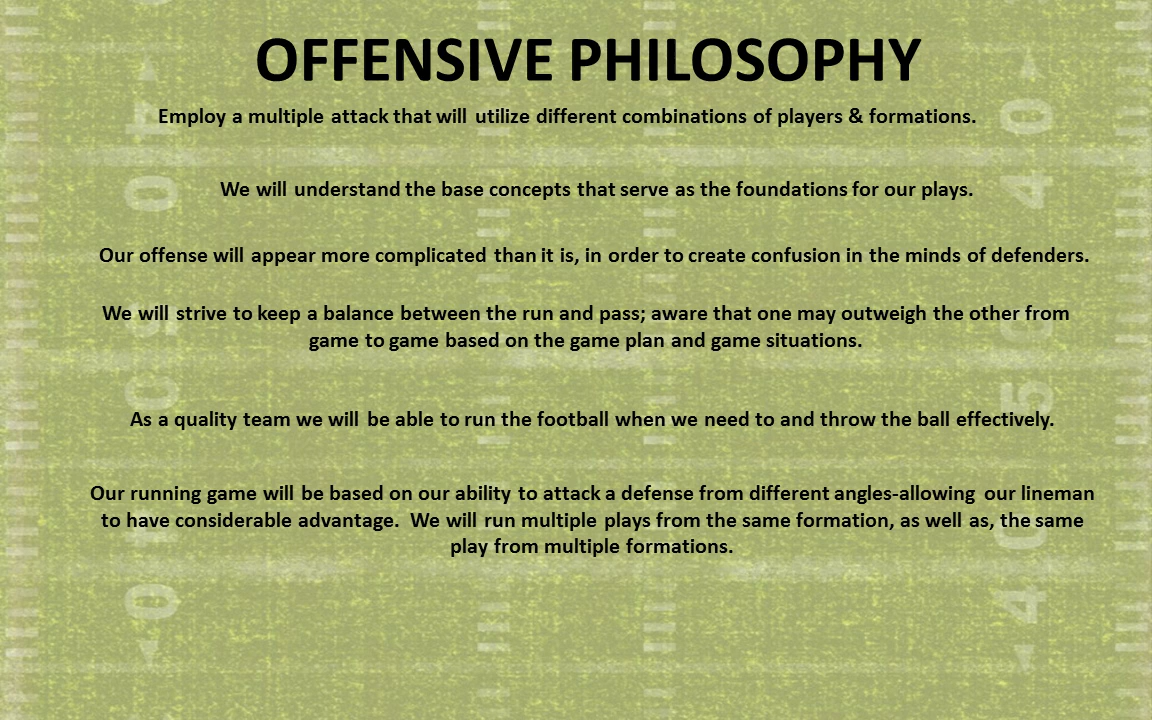 OFFENSIVE PHILOSOPHY
Employ a multiple attack that will utilize different combinations of players & formations.
We will understand the base concepts that serve as the foundations for our plays.
Our offense will appear more complicated than it is, in order to create confusion in the minds of defenders.
We will strive to keep a balance between the run and pass; aware that one may outweigh the other from
game to game based on the game plan and game situations.
As a quality team we will be able to run the football when we need to and throw the ball effectively.
Our running game will be based on our ability to attack a defense from different angles-allowing our lineman
to have considerable advantage. We will run multiple plays from the same formation, as well as, the same
play from multiple formations.